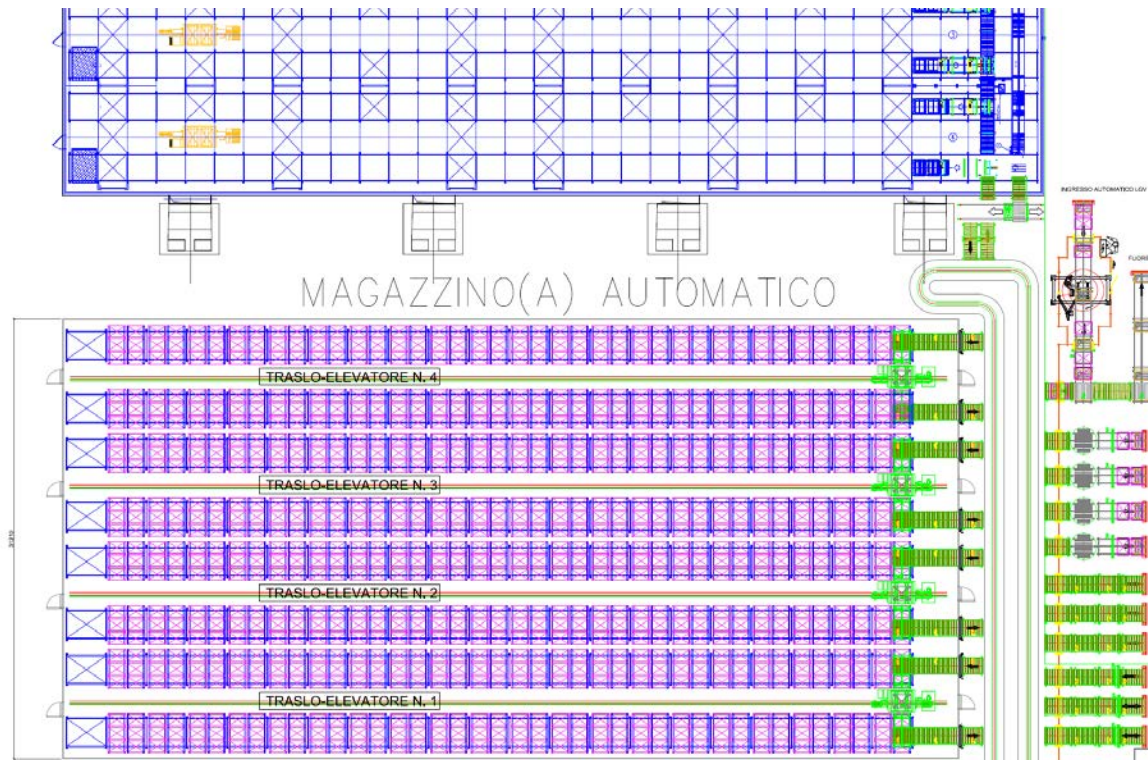 INGRESSO AUTOMATICO LGV
MAGAZZINO(A) AUTOMATICO
TRASLO-ELEVATORE N. 4
TRASLO-ELEVATORE N. 3
TRASLO-ELEVATORE N. 2
TRASLO-ELEVATORE N. 1